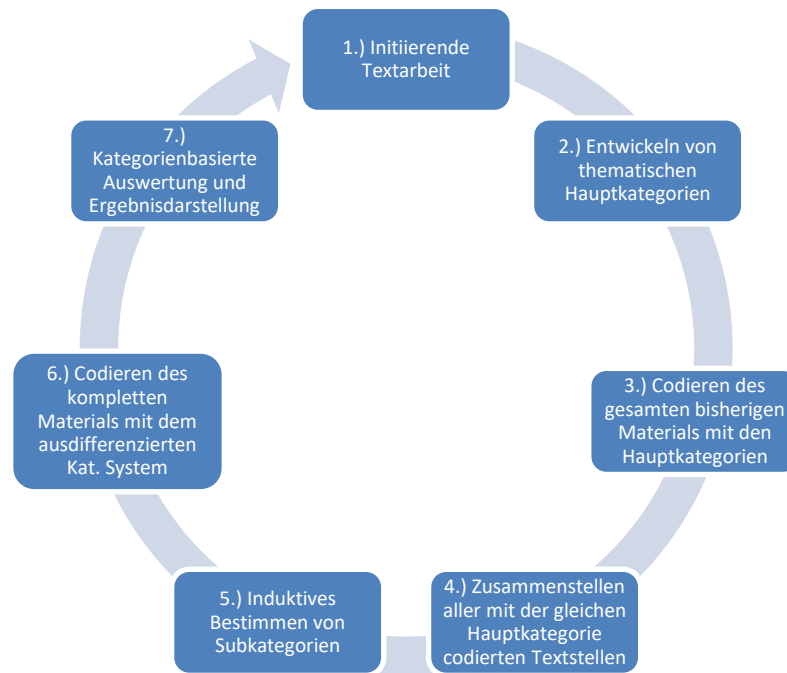 1.) Initiierende
Textarbeit
2.) Entwickeln von
thematischen
Hauptkategorien
3.) Codieren des
gesamten bisherigen
Materials mit den
Hauptkategorien
4.) Zusammenstellen
aller mit der gleichen
Hauptkategorie
codierten Textstellen
5.) Induktives
Bestimmen von
Subkategorien
6.) Codieren des
kompletten
Materials mit dem
ausdifferenzierten
Kat. System
7.)
Kategorienbasierte
Auswertung und
Ergebnisdarstellung